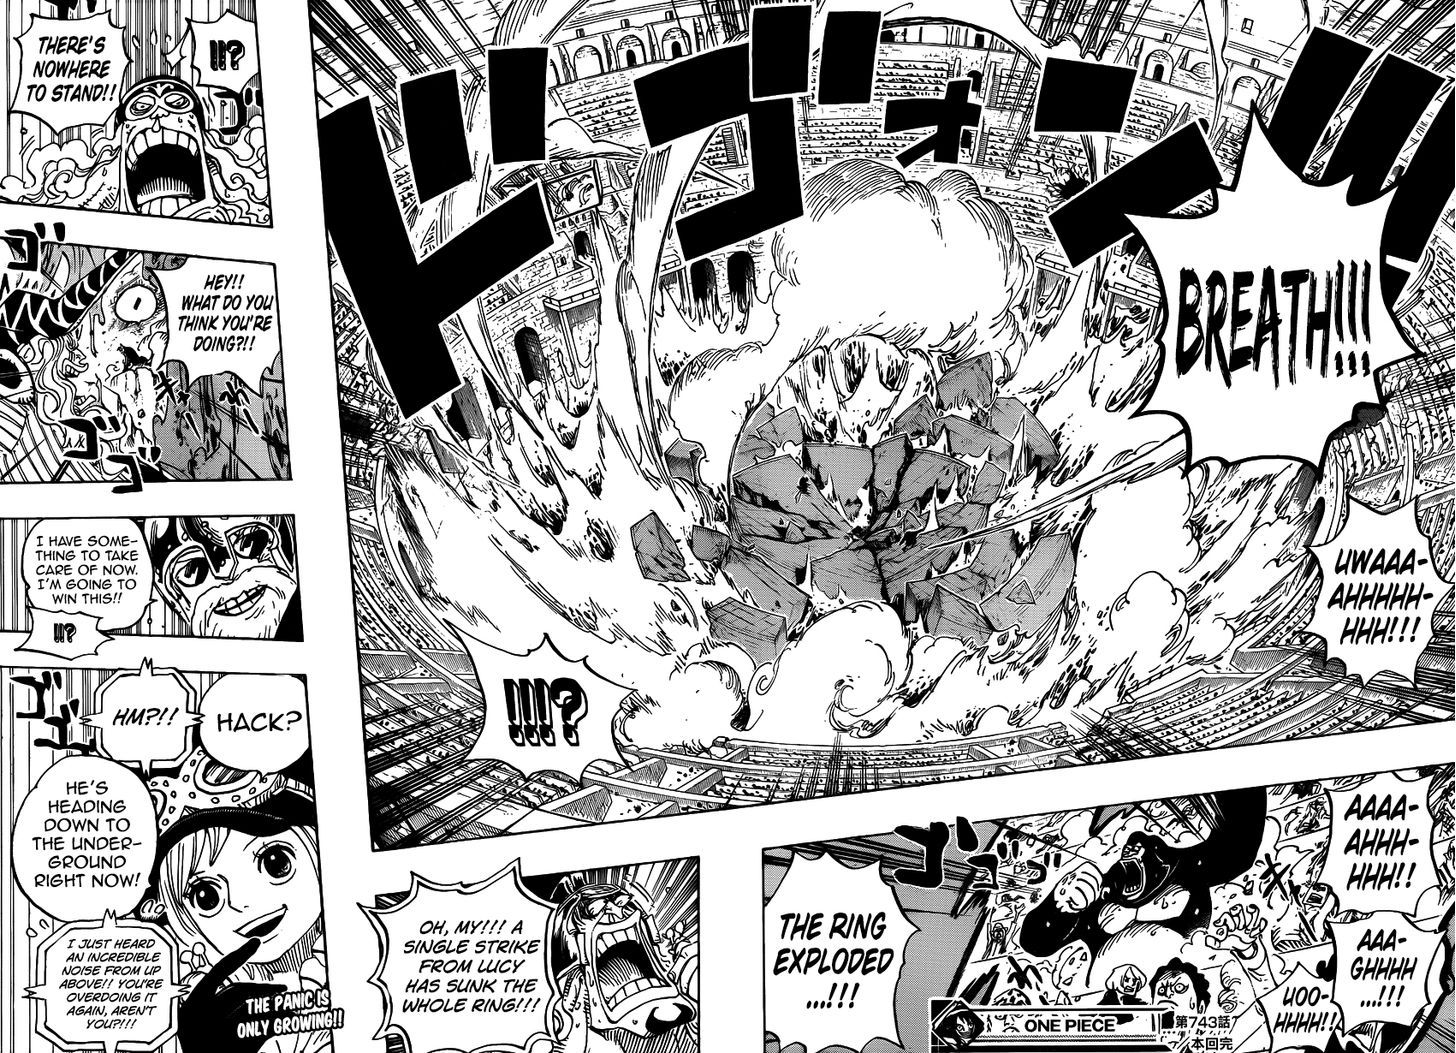 BREATH!!!
ドゴォーン
UWAAA-
AHHHHH-
HHH!!!
!!!?
AAAA-
AHHH-
HHH!!
AAA-
GHHHH
...!!!
UOO-
HHHH!!
THE RING
EXPLODED
...!!!
OH, MY!!! A
SINGLE STRIKE
FROM LUCY
HAS SUNK THE
WHOLE RING!!!
!!?
THERE'S
NOWHERE
TO STAND!!
HEY!!
WHAT DO YOU
THINK YOU'RE
DOING?!!
I HAVE SOME-
THING TO TAKE
CARE OF NOW.
I'M GOING TO
WIN THIS!!
!!?
HACK?
HM?!!
HE'S
HEADING
DOWN TO
THE UNDER-
GROUND
RIGHT NOW!
I JUST HEARD
AN INCREDIBLE
NOISE FROM UP
ABOVE!! YOU'RE
OVERDOING IT
AGAIN, AREN'T
YOU?!!!
THE PANIC IS
ONLY GROWING!!
ONE PIECE
第743話
本回完